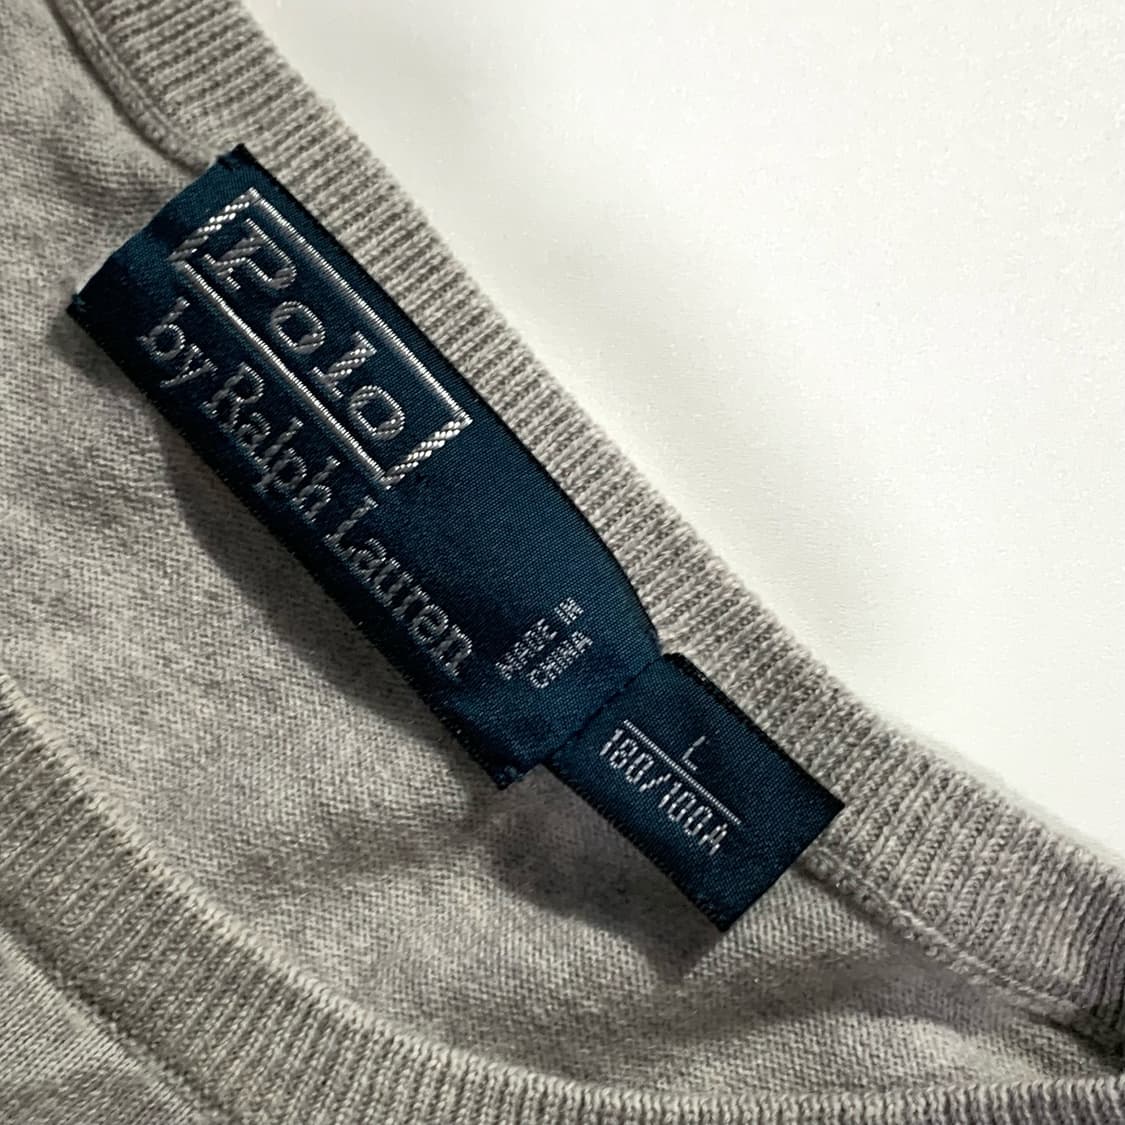 Polo
by Ralph Lauren
MADE IN
CHINA
L
180/100A